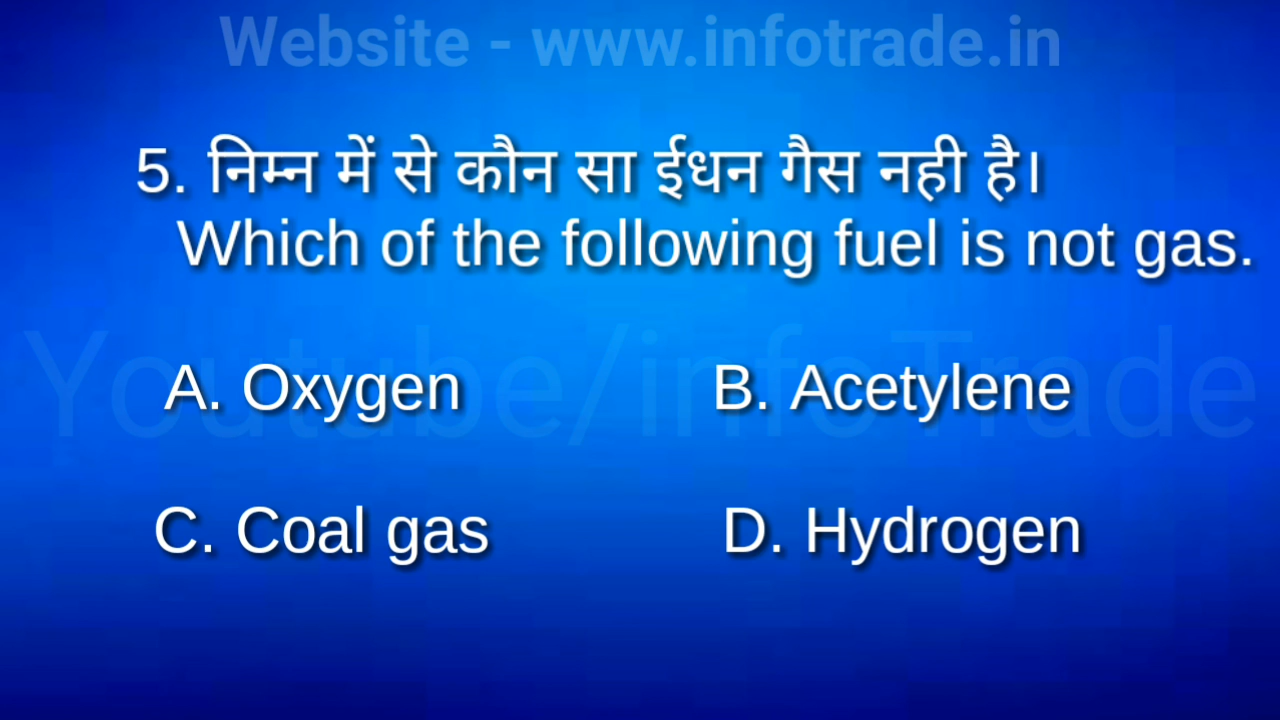 Website - www.infotrade.in
5. निम्न में से कौन सा ईधन गैस नही है।
Which of the following fuel is not gas.
Youtube/infoTrade
A. Oxygen B. Acetylene
C. Coal gas D. Hydrogen